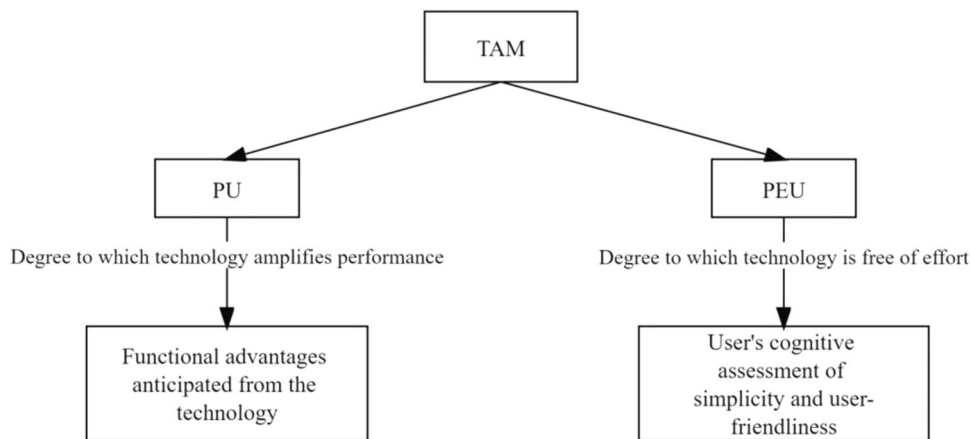 TAM
PU
PEU
Degree to which technology amplifies performance
Degree to which technology is free of effort
Functional advantages
anticipated from the
technology
User's cognitive
assessment of
simplicity and user-
friendliness